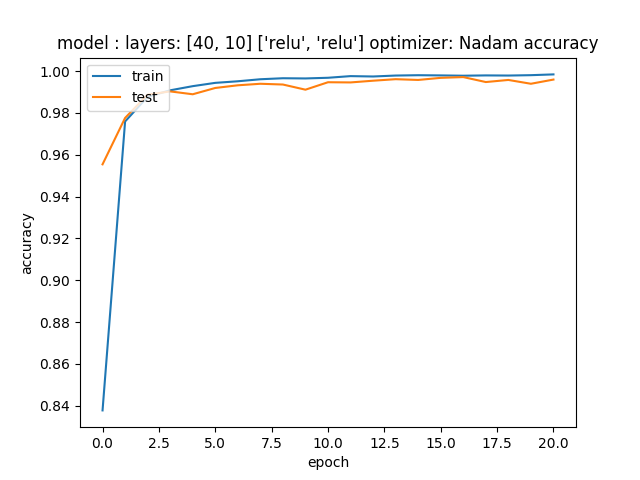 model : layers: [40, 10] ['relu', 'relu'] optimizer: Nadam accuracy
train
test
1.00
0.98
0.96
0.94
0.92
0.90
0.88
0.86
0.84
accuracy
0.0 2.5 5.0 7.5 10.0 12.5 15.0 17.5 20.0
epoch